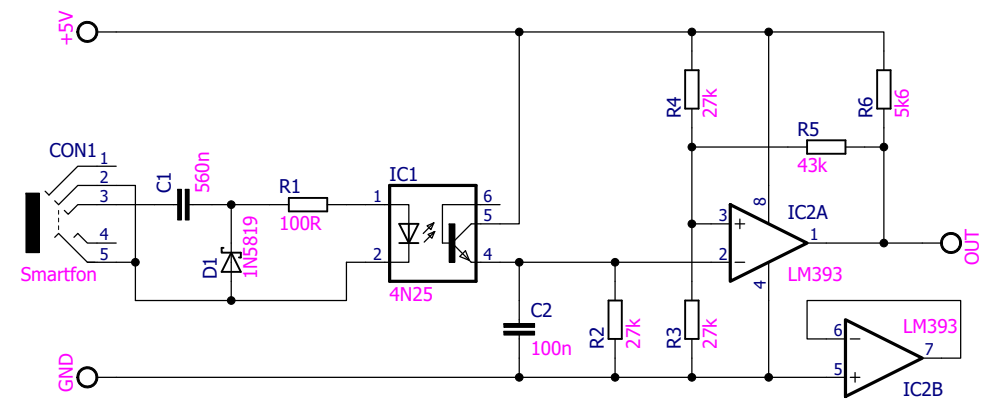 +5V
CON1
1
2
3
4
5
Smartfon
C1
560n
D1
1N5819
R1
100R
IC1
1
2
6
5
4
4N25
C2
100n
R2
27k
R4
27k
R3
27k
R5
43k
R6
5k6
3
+
2
−
8
4
1
IC2A
LM393
OUT
6
−
5
+
7
LM393
IC2B
GND